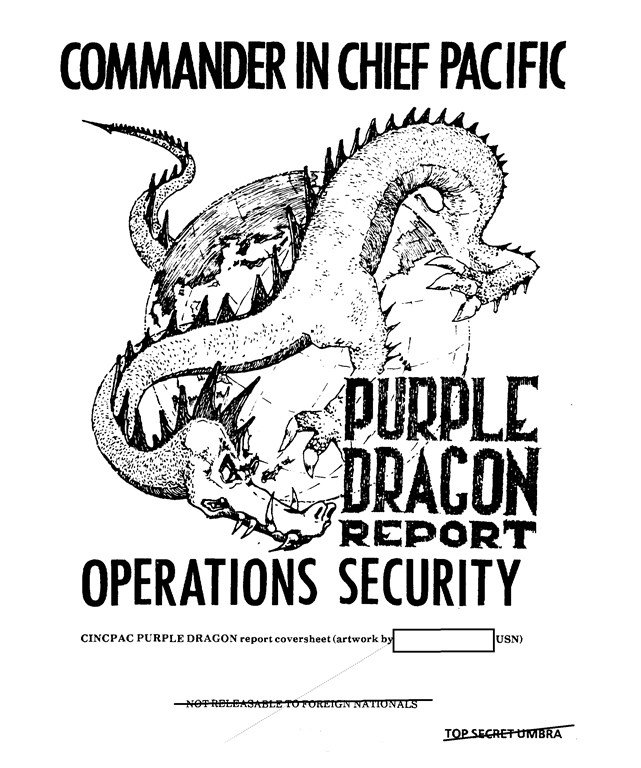 COMMANDER IN CHIEF PACIFIC
PURPLE
DRAGON
REPORT
OPERATIONS SECURITY
CINCPAC PURPLE DRAGON report coversheet (artwork by USN)
NOT RELEASABLE TO FOREIGN NATIONALS
TOP SECRET UMBRA